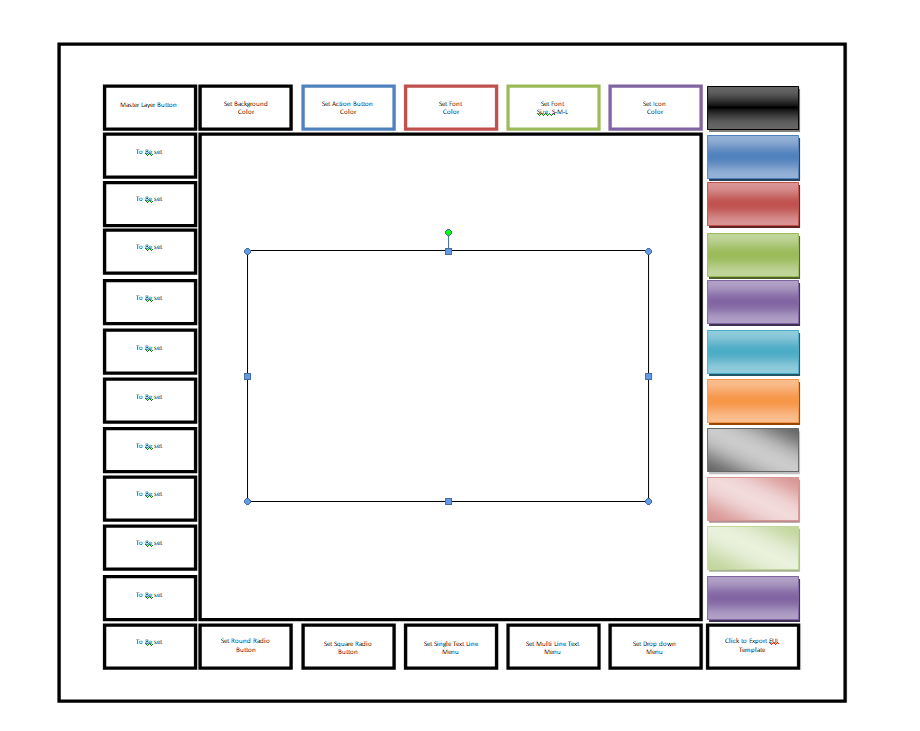 Master Layer Button
Set Background
Color
Set Action Button
Color
Set Font
Color
Set Font
Size S-M-L
Set Icon
Color
To Be set
To Be set
To Be set
To Be set
To Be set
To Be set
To Be set
To Be set
To Be set
To Be set
To Be set
Set Round Radio
Button
Set Square Radio
Button
Set Single Text Line
Menu
Set Multi Line Text
Menu
Set Drop down
Menu
Click to Export
Template